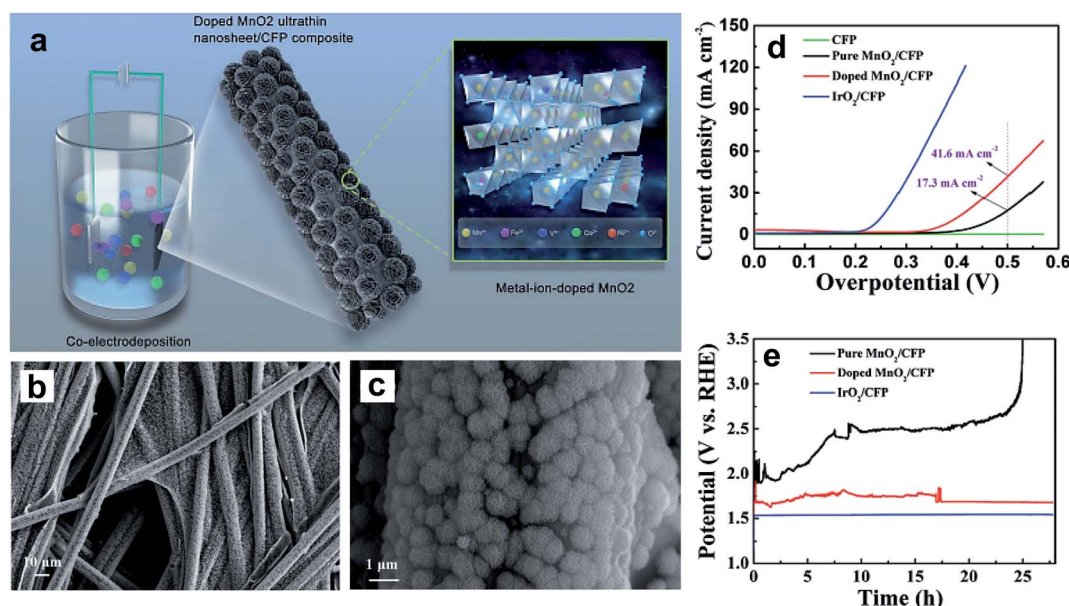 a
Doped MnO2 ultrathin
nanosheet/CFP composite
Co-electrodeposition
Metal-ion-doped MnO2
b
10 µm
c
1 µm
d
Current density (mA cm⁻²)
120
90
60
30
0
CFP
Pure MnO₂/CFP
Doped MnO₂/CFP
IrO₂/CFP
41.6 mA cm⁻²
17.3 mA cm⁻²
0.0 0.1 0.2 0.3 0.4 0.5 0.6
Overpotential (V)
e
Potential (V vs. RHE)
3.5
3.0
2.5
2.0
1.5
1.0
Pure MnO₂/CFP
Doped MnO₂/CFP
IrO₂/CFP
0 5 10 15 20 25
Time (h)